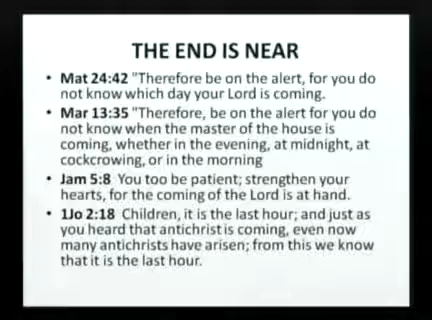 THE END IS NEAR
• Mat 24:42 "Therefore be on the alert, for you do
not know which day your Lord is coming.
• Mar 13:35 "Therefore, be on the alert for you do
not know when the master of the house is
coming, whether in the evening, at midnight, at
cockcrowing, or in the morning
• Jam 5:8 You too be patient; strengthen your
hearts, for the coming of the Lord is at hand.
• 1Jo 2:18 Children, it is the last hour; and just as
you heard that antichrist is coming, even now
many antichrists have arisen; from this we know
that it is the last hour.